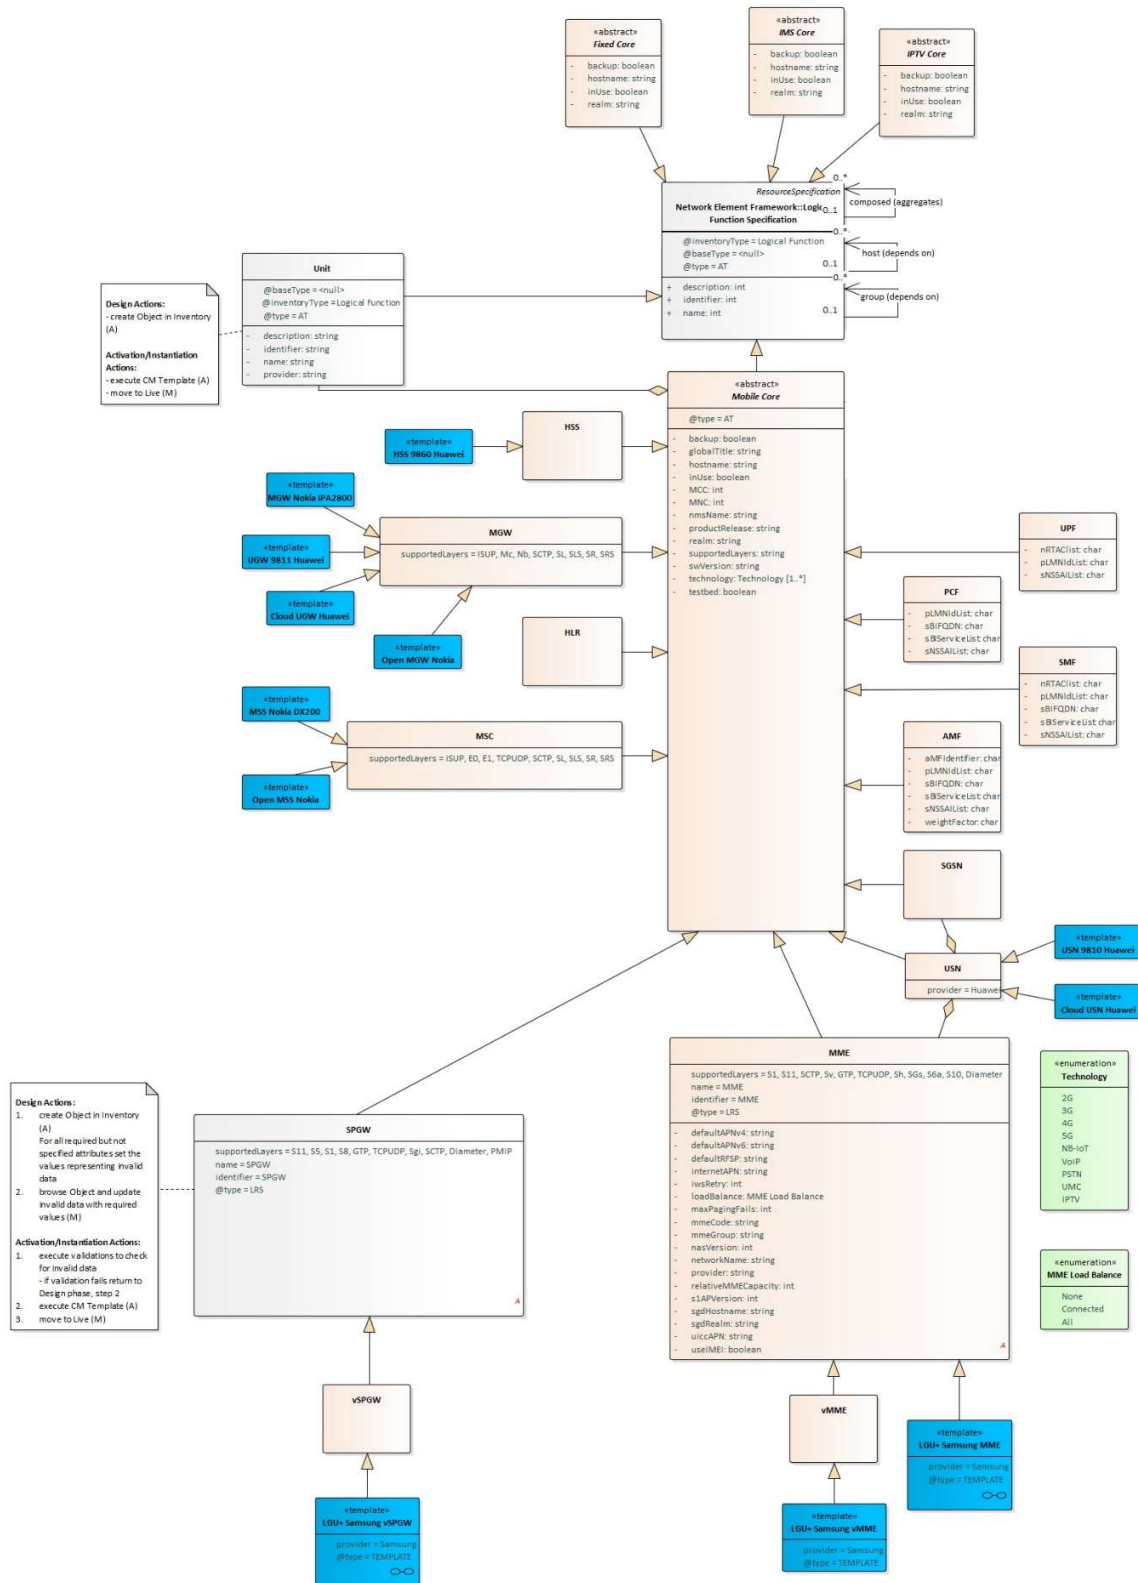 «abstract»
Fixed Core
- backup: boolean
- hostname: string
- inUse: boolean
- realm: string
«abstract»
IMS Core
- backup: boolean
- hostname: string
- inUse: boolean
- realm: string
«abstract»
IPTV Core
- backup: boolean
- hostname: string
- inUse: boolean
- realm: string
ResourceSpecification
Network Element Framework::Logic
Function Specification
@inventoryType = Logical Function
@baseType = <null>
@type = AT
+ description: int
+ identifier: int
+ name: int
0..*
composed (aggregates)
0..1
0..*
host (depends on)
0..1
0..*
group (depends on)
0..1
Unit
@baseType = <null>
@inventoryType = Logical Function
@type = AT
- description: string
- identifier: string
- name: string
- provider: string
Design Actions:
- create Object in Inventory
(A)
Activation/Instantiation
Actions:
- execute CM Template (A)
- move to Live (M)
«abstract»
Mobile Core
@type = AT
- backup: boolean
- globalTitle: string
- hostname: string
- inUse: boolean
- MCC: int
- MNC: int
- nmsName: string
- productRelease: string
- realm: string
- supportedLayers: string
- swVersion: string
- technology: Technology [1..*]
- testbed: boolean
HSS
«template»
HSS 9860 Huawei
«template»
MGW Nokia IPA2800
«template»
UGW 9811 Huawei
«template»
Cloud UGW Huawei
MGW
supportedLayers = ISUP, Mc, Nb, SCTP, SL, SLS, SR, SRS
«template»
Open MGW Nokia
HLR
«template»
MSS Nokia DX200
MSC
supportedLayers = ISUP, E0, E1, TCPUDP, SCTP, SL, SLS, SR, SRS
«template»
Open MSS Nokia
UPF
- nRTAClist: char
- pLMNIdList: char
- sNSSAIList: char
PCF
- pLMNIdList: char
- sBIFQDN: char
- sBIServiceList: char
- sNSSAIList: char
SMF
- nRTAClist: char
- pLMNIdList: char
- sBIFQDN: char
- sBIServiceList: char
- sNSSAIList: char
AMF
- aMFIdentifier: char
- pLMNIdList: char
- sBIFQDN: char
- sBIServiceList: char
- sNSSAIList: char
- weightFactor: char
SGSN
USN
provider = Huawei
«template»
USN 9810 Huawei
«template»
Cloud USN Huawei
MME
supportedLayers = S1, S11, SCTP, Sv, GTP, TCPUDP, Sh, SGs, S6a, S10, Diameter
name = MME
identifier = MME
@type = LRS
- defaultAPNv4: string
- defaultAPNv6: string
- defaultRFSP: string
- internetAPN: string
- iwsRetry: int
- loadBalance: MME Load Balance
- maxPagingFails: int
- mmeCode: string
- mmeGroup: string
- nasVersion: int
- networkName: string
- provider: string
- relativeMMECapacity: int
- s1APVersion: int
- sgdHostname: string
- sgdRealm: string
- uiccAPN: string
- useIMEI: boolean
A
«enumeration»
Technology
2G
3G
4G
5G
NB-IoT
VoIP
PSTN
UMC
IPTV
«enumeration»
MME Load Balance
None
Connected
All
Design Actions:
1. create Object in Inventory
(A)
For all required but not
specified attributes set the
values representing invalid
data
2. browse Object and update
invalid data with required
values (M)
Activation/Instantiation Actions:
1. execute validations to check
for invalid data
- if validation fails return to
Design phase, step 2
2. execute CM Template (A)
3. move to Live (M)
SPGW
supportedLayers = S11, S5, S1, S8, GTP, TCPUDP, Sgi, SCTP, Diameter, PMIP
name = SPGW
identifier = SPGW
@type = LRS
A
vSPGW
«template»
LGU+ Samsung vSPGW
provider = Samsung
@type = TEMPLATE
vMME
«template»
LGU+ Samsung vMME
provider = Samsung
@type = TEMPLATE
«template»
LGU+ Samsung MME
provider = Samsung
@type = TEMPLATE